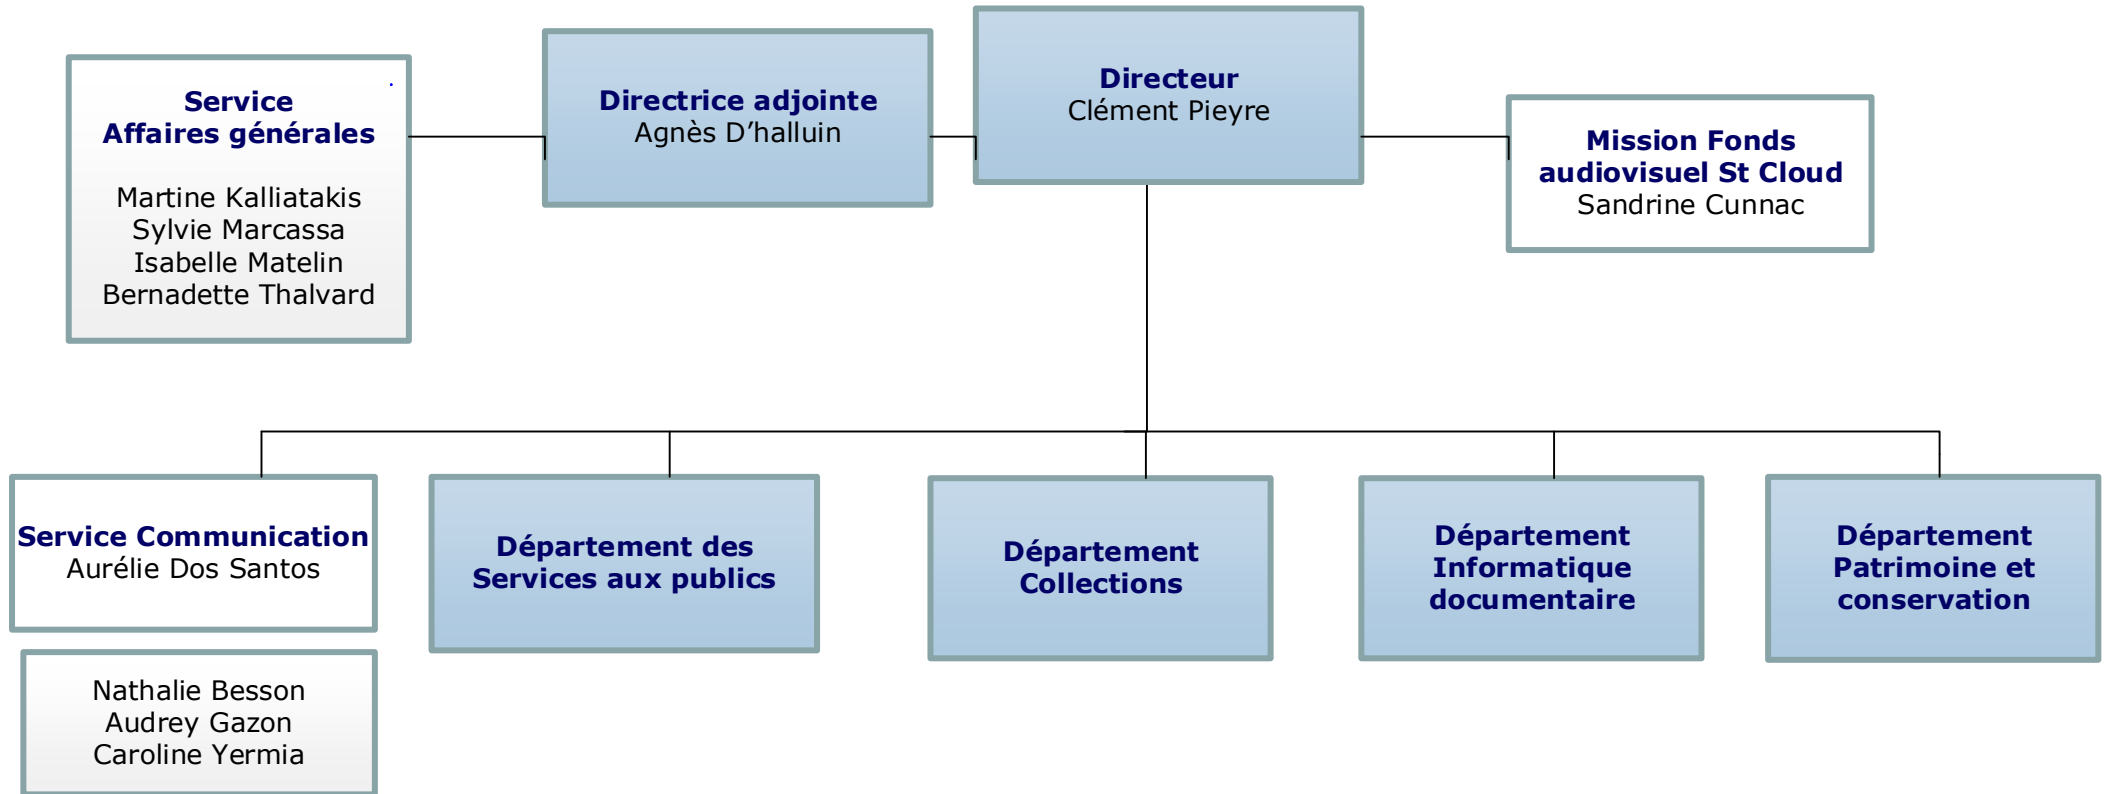 Service
Affaires générales
Martine Kalliatakis
Sylvie Marcassa
Isabelle Matelin
Bernadette Thalvard
Directrice adjointe
Agnès D’halluin
Directeur
Clément Pieyre
Mission Fonds
audiovisuel St Cloud
Sandrine Cunnac
Service Communication
Aurélie Dos Santos
Nathalie Besson
Audrey Gazon
Caroline Yermia
Département des
Services aux publics
Département
Collections
Département
Informatique
documentaire
Département
Patrimoine et
conservation